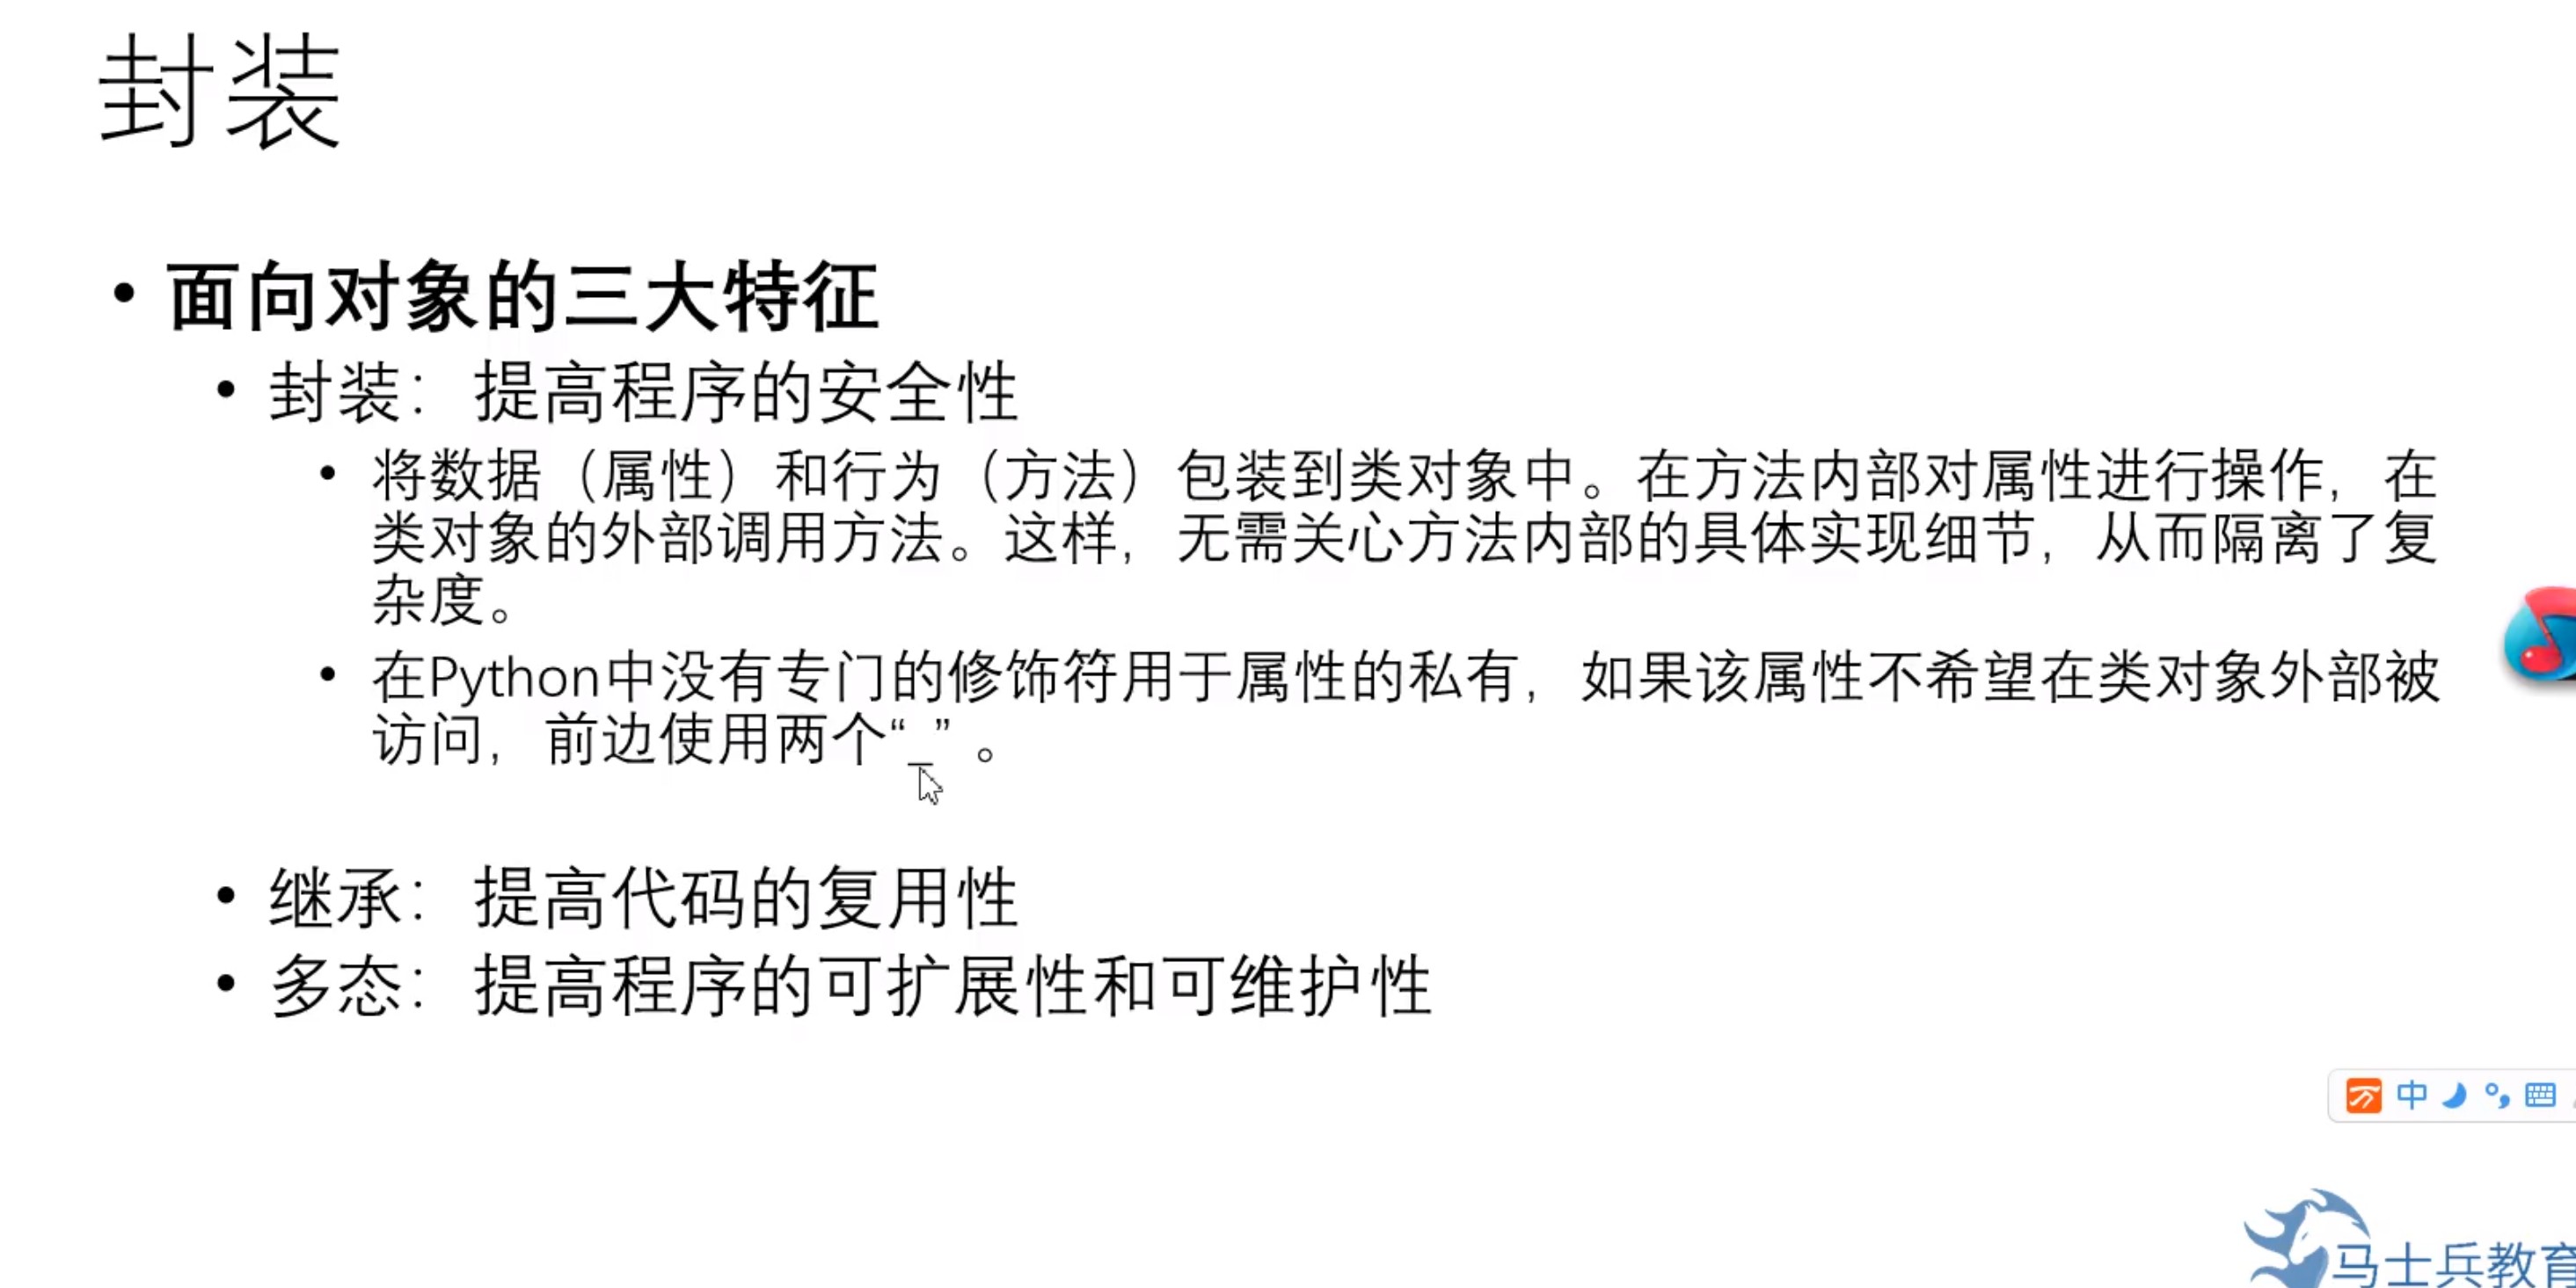 封装
• 面向对象的三大特征
• 封装：提高程序的安全性
• 将数据（属性）和行为（方法）包装到类对象中。在方法内部对属性进行操作，在
类对象的外部调用方法。这样，无需关心方法内部的具体实现细节，从而隔离了复
杂度。
• 在Python中没有专门的修饰符用于属性的私有，如果该属性不希望在类对象外部被
访问，前边使用两个“_”。
• 继承：提高代码的复用性
• 多态：提高程序的可扩展性和可维护性
中
马士兵教育